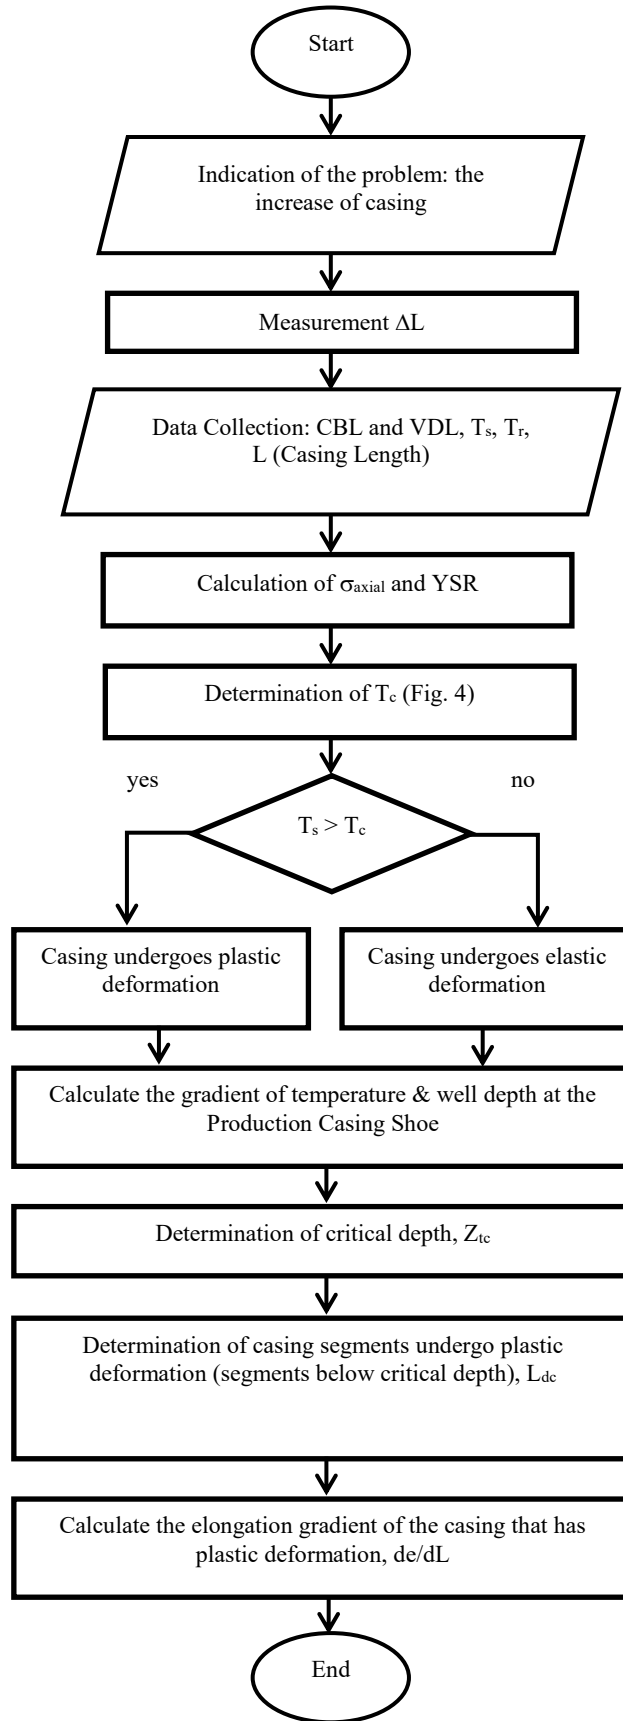 Start
Indication of the problem: the
increase of casing
Measurement ΔL
Data Collection: CBL and VDL, Tₛ, Tᵣ,
L (Casing Length)
Calculation of σaxial and YSR
Determination of Tc (Fig. 4)
yes
no
Ts > Tc
Casing undergoes plastic
deformation
Casing undergoes elastic
deformation
Calculate the gradient of temperature & well depth at the
Production Casing Shoe
Determination of critical depth, Ztc
Determination of casing segments undergo plastic
deformation (segments below critical depth), Ldc
Calculate the elongation gradient of the casing that has
plastic deformation, de/dL
End